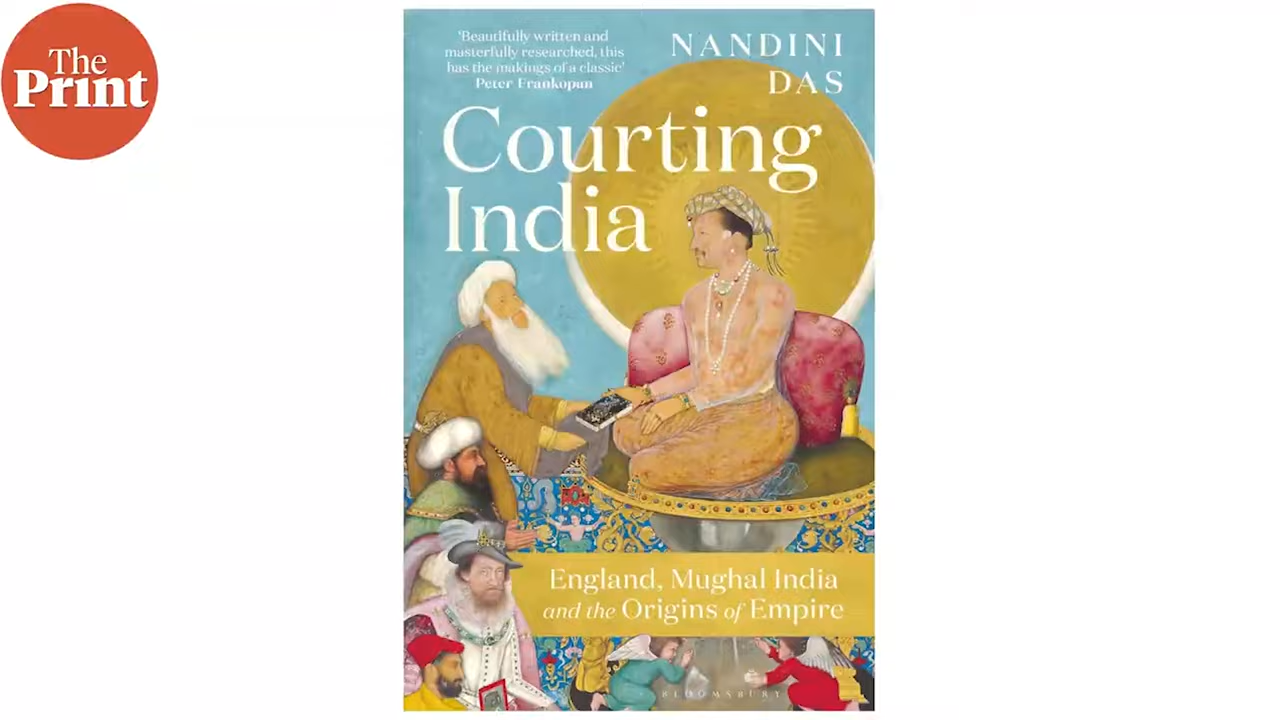 The
Print
'Beautifully written and
masterfully researched, this
has the makings of a classic'
Peter Frankopan
NANDINI
DAS
Courting
India
England, Mughal India
and the Origins of Empire
BLOOMSBURY